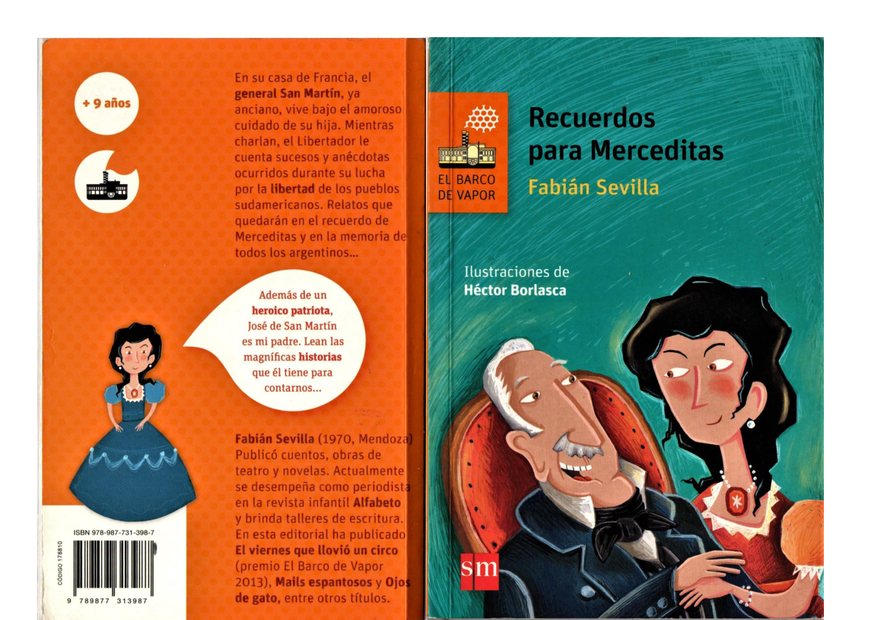 + 9 años
En su casa de Francia, el
general San Martín, ya
anciano, vive bajo el amoroso
cuidado de su hija. Mientras
charlan, el Libertador le
cuenta sucesos y anécdotas
ocurridos durante su lucha
por la libertad de los pueblos
sudamericanos. Relatos que
quedarán en el recuerdo de
Merceditas y en la memoria de
todos los argentinos...
Además de un
heroico patriota,
José de San Martín
es mi padre. Lean las
magníficas historias
que él tiene para
contarnos...
Fabián Sevilla (1970, Mendoza)
Publicó cuentos, obras de
teatro y novelas. Actualmente
se desempeña como periodista
en la revista infantil Alfabeto
y brinda talleres de escritura.
En esta editorial ha publicado
El viernes que llovió un circo
(premio El Barco de Vapor
2013), Mails espantosos y Ojos
de gato, entre otros títulos.
ISBN 978-987-731-398-7
CÓDIGO 178810
9 789877 313987
EL BARCO
DE VAPOR
Recuerdos
para Merceditas
Fabián Sevilla
Ilustraciones de
Héctor Borlasca
sm